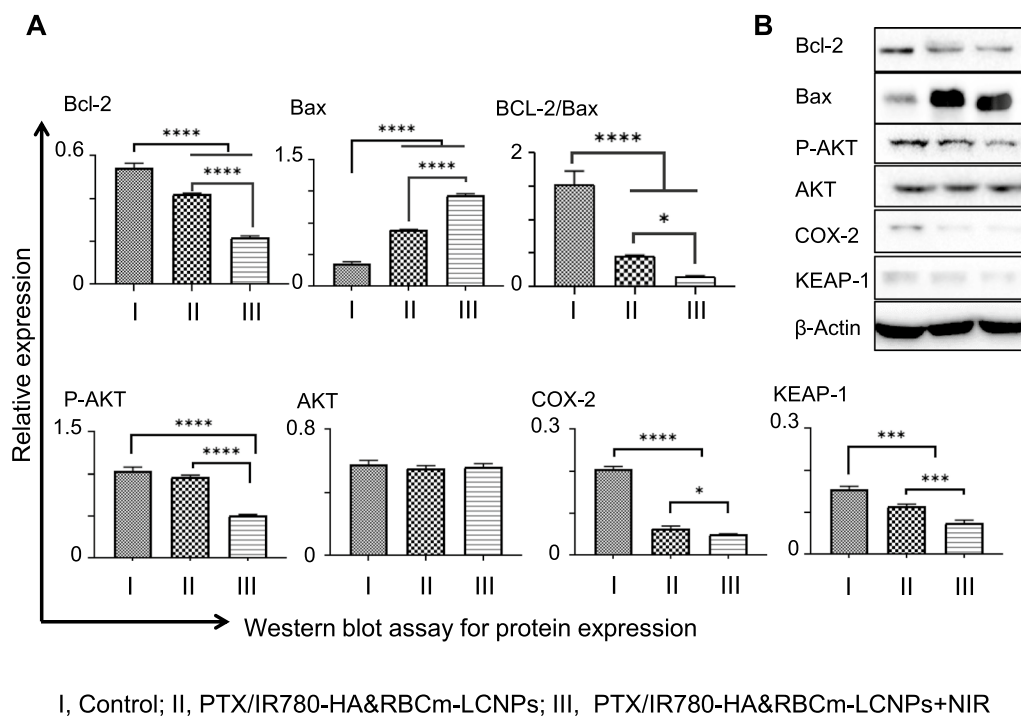 A
B
Bcl-2
Bax
P-AKT
AKT
COX-2
KEAP-1
β-Actin
Relative expression
Bcl-2
0.6
0
****
****
I II III
Bax
1.5
0
****
****
I II III
BCL-2/Bax
2
0
****
*
I II III
P-AKT
1.5
0
****
****
I II III
AKT
0.8
0
I II III
COX-2
0.3
0
****
*
I II III
KEAP-1
0.3
0
***
***
I II III
Western blot assay for protein expression
I, Control; II, PTX/IR780-HA&RBCm-LCNPs; III, PTX/IR780-HA&RBCm-LCNPs+NIR